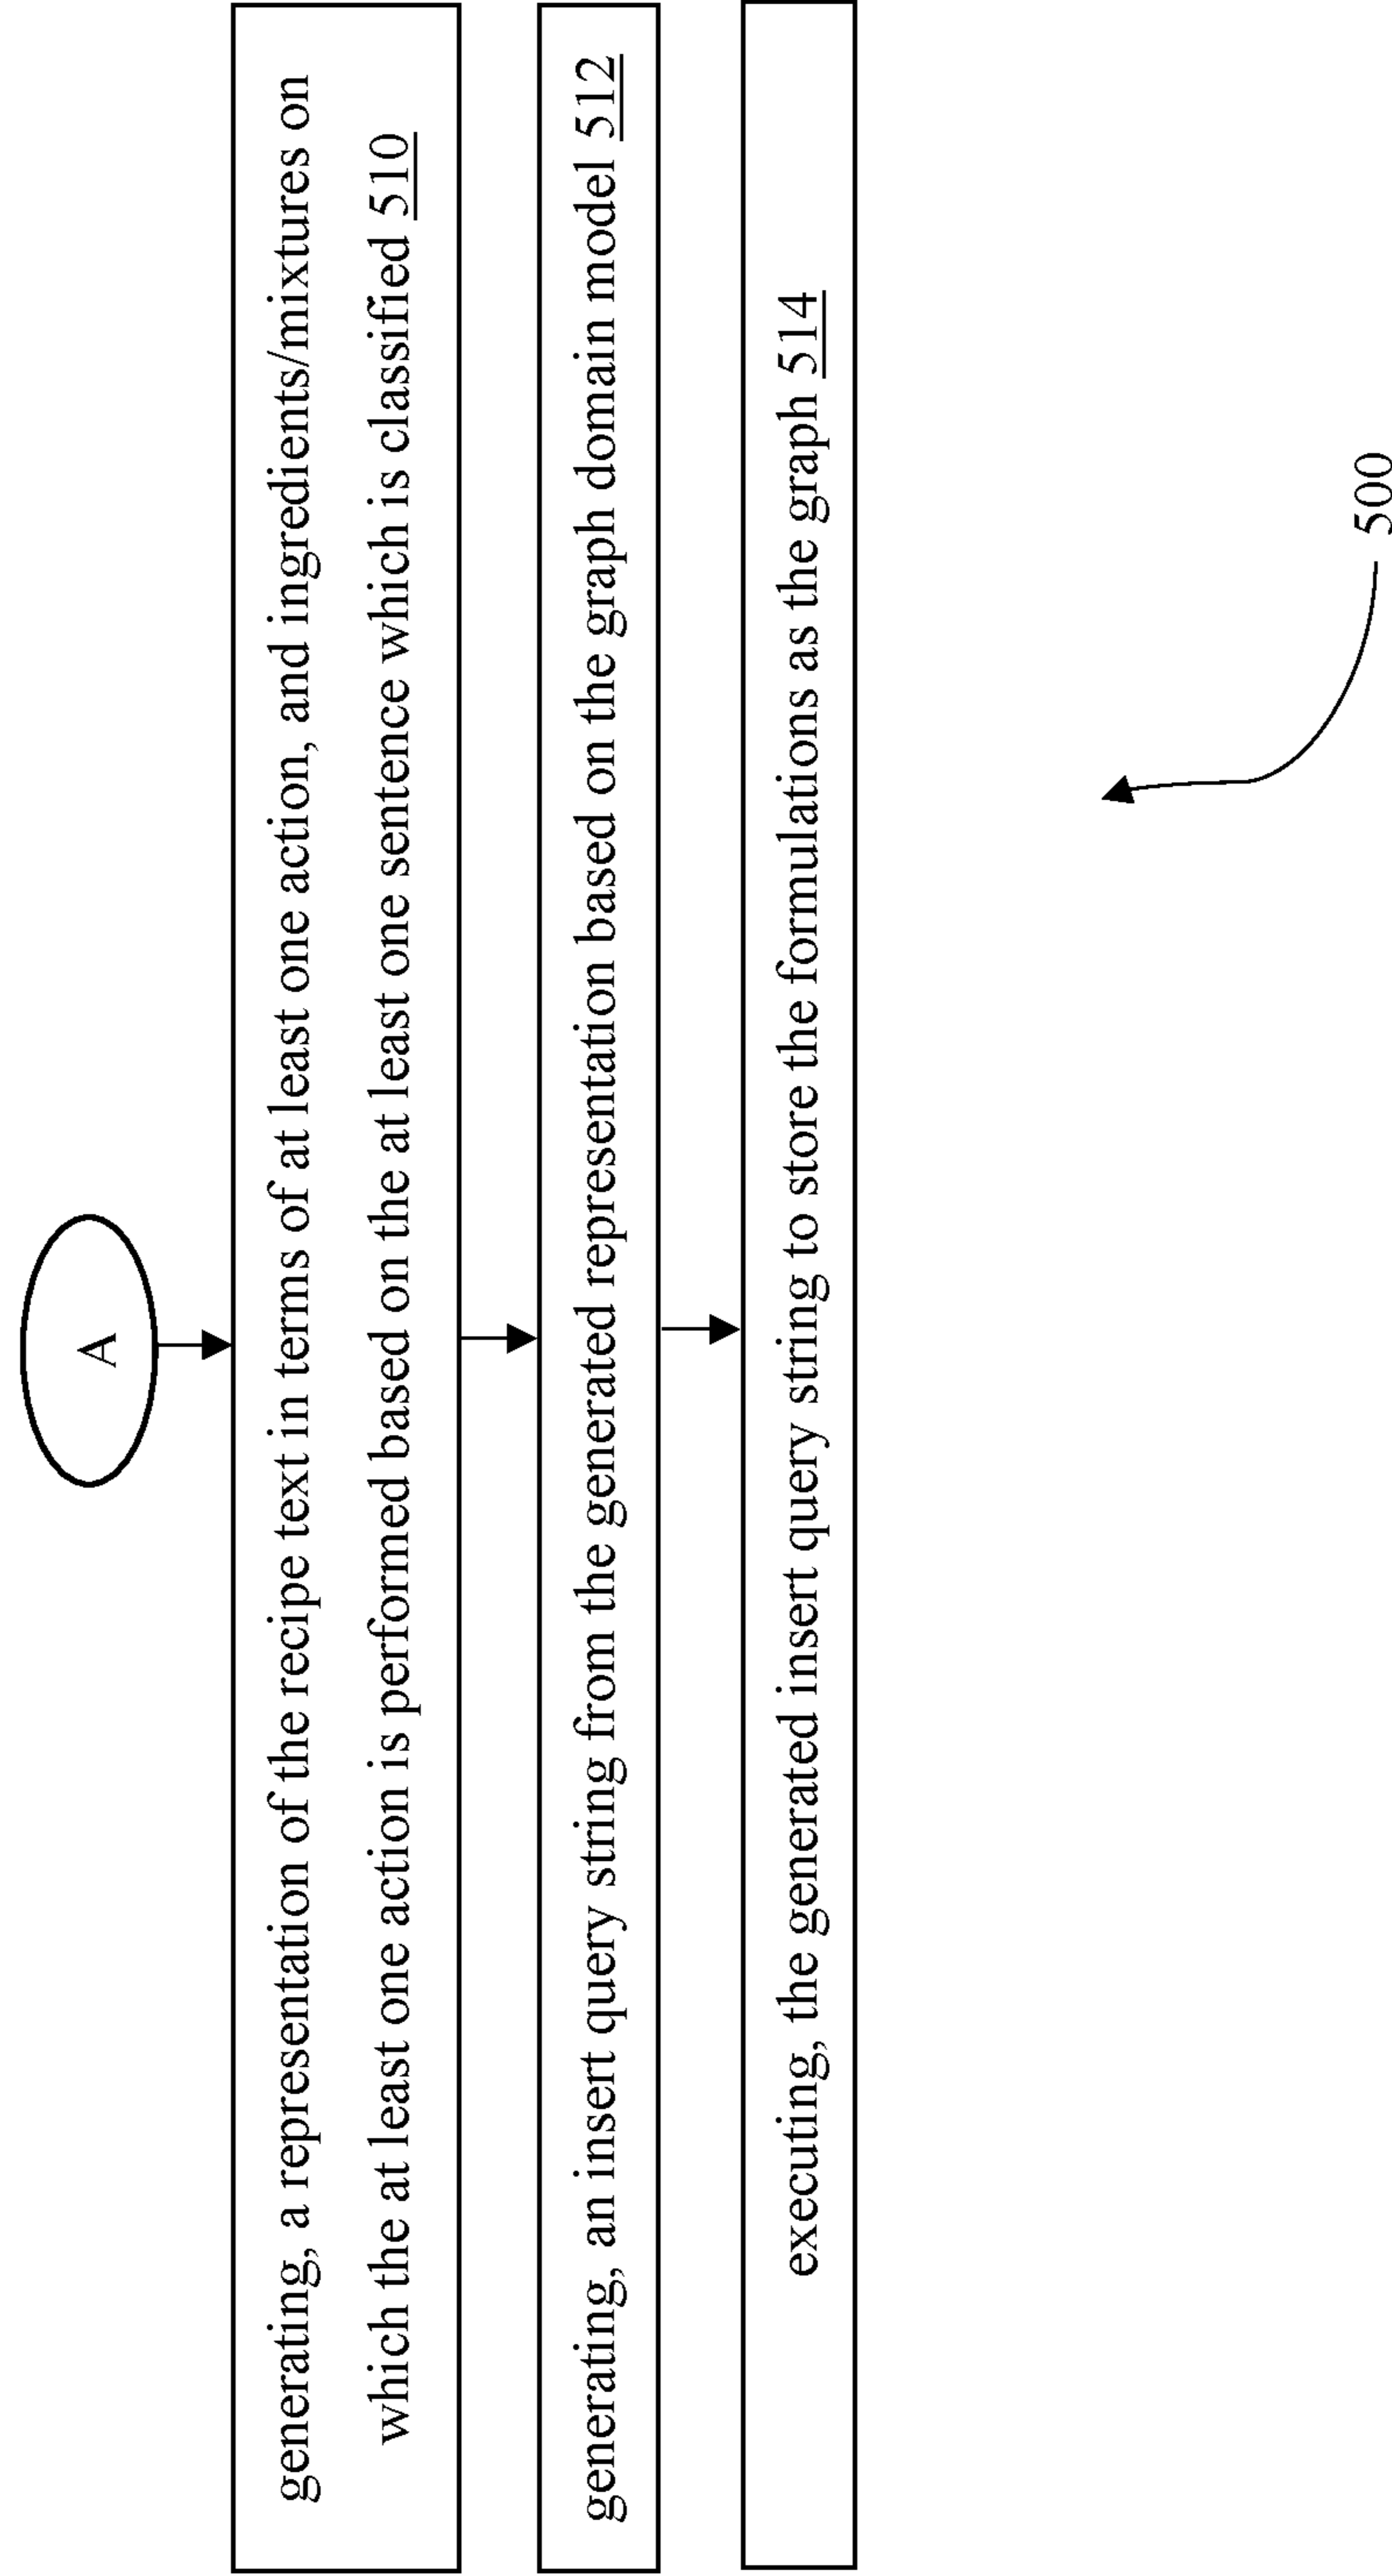 A
generating, a representation of the recipe text in terms of at least one action, and ingredients/mixtures on
which the at least one action is performed based on the at least one sentence which is classified 510
generating, an insert query string from the generated representation based on the graph domain model 512
executing, the generated insert query string to store the formulations as the graph 514
500